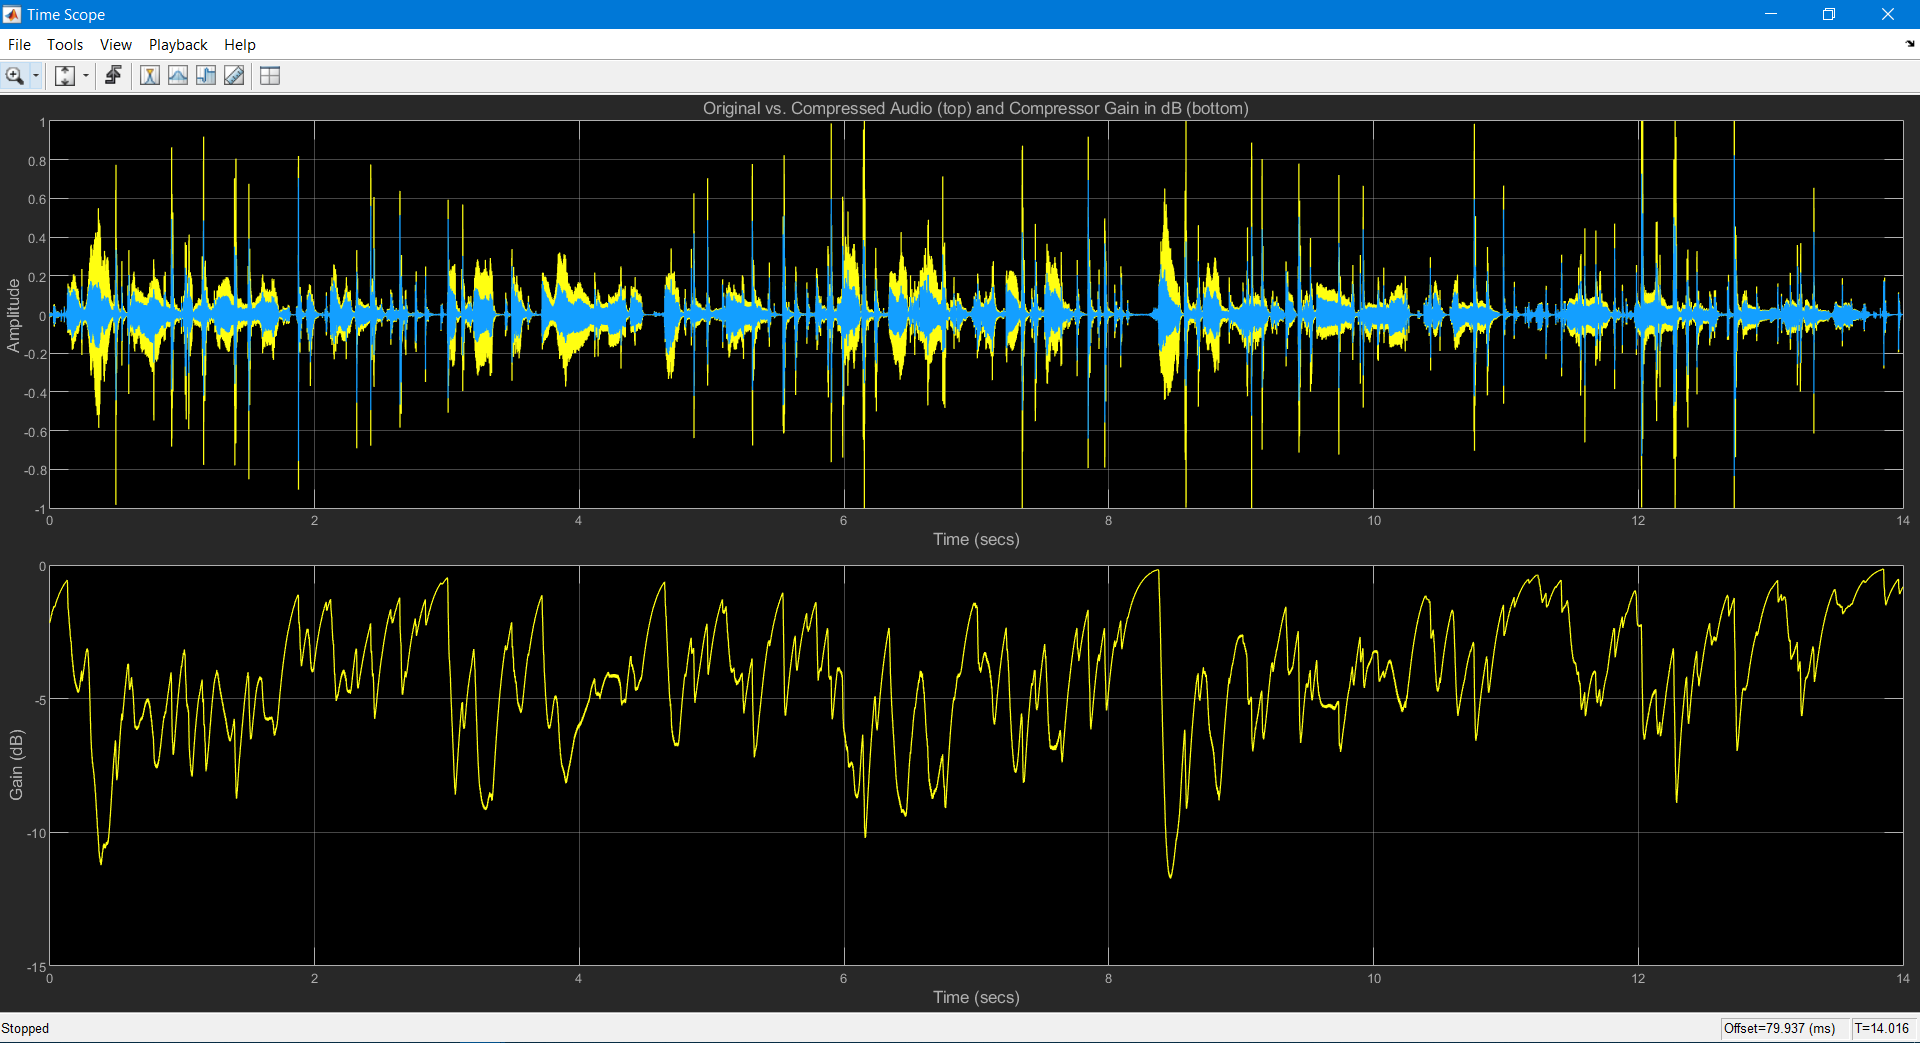 Time Scope
File Tools View Playback Help
Original vs. Compressed Audio (top) and Compressor Gain in dB (bottom)
Amplitude
1
0.8
0.6
0.4
0.2
0
-0.2
-0.4
-0.6
-0.8
-1
0 2 4 6 8 10 12 14
Time (secs)
Gain (dB)
0
-5
-10
-15
0 2 4 6 8 10 12 14
Time (secs)
Stopped Offset=79.937 (ms) T=14.016